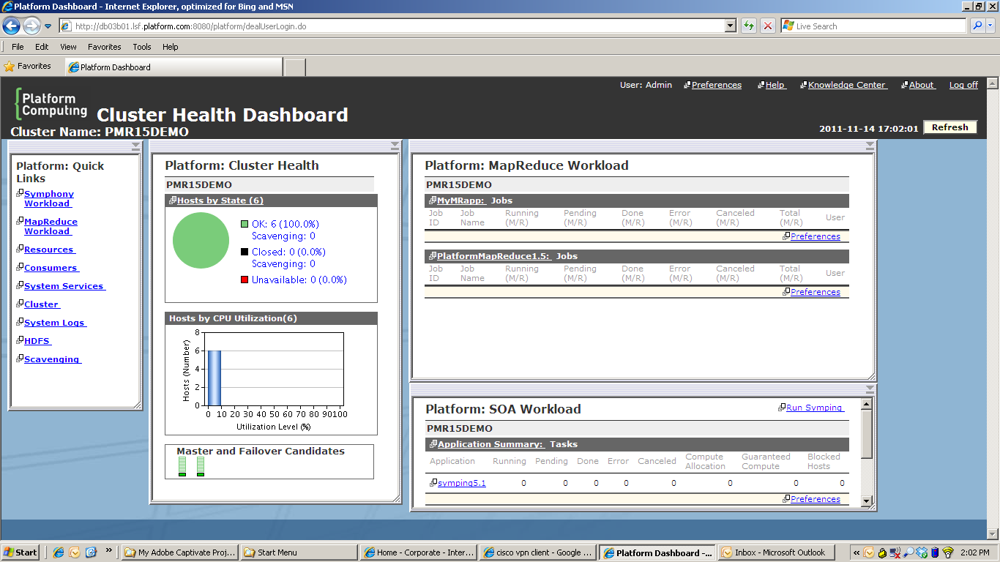 Platform Dashboard - Internet Explorer, optimized for Bing and MSN
http://db03b01.lsf.platform.com:8080/platform/dealUserLogin.do
Live Search
File Edit View Favorites Tools Help
Favorites
Platform Dashboard
User: Admin Preferences Help Knowledge Center About Log off
Platform
Computing
Cluster Health Dashboard
Cluster Name: PMR15DEMO
2011-11-14 17:02:01 Refresh
Platform: Quick
Links
Symphony
Workload
MapReduce
Workload
Resources
Consumers
System Services
Cluster
System Logs
HDFS
Scavenging
Platform: Cluster Health
PMR15DEMO
Hosts by State (6)
OK: 6 (100.0%)
Scavenging: 0
Closed: 0 (0.0%)
Scavenging: 0
Unavailable: 0 (0.0%)
Hosts by CPU Utilization(6)
Hosts (Number)
8
6
4
2
0
0 10 20 30 40 50 60 70 80 90100
Utilization Level (%)
Master and Failover Candidates
Platform: MapReduce Workload
PMR15DEMO
MyMRapp: Jobs
Job Job Running Pending Done Error Canceled Total User
ID Name (M/R) (M/R) (M/R) (M/R) (M/R) (M/R)
Preferences
PlatformMapReduce1.5: Jobs
Job Job Running Pending Done Error Canceled Total User
ID Name (M/R) (M/R) (M/R) (M/R) (M/R) (M/R)
Preferences
Platform: SOA Workload
Run Symping
PMR15DEMO
Application Summary: Tasks
Application Running Pending Done Error Canceled Compute Guaranteed Blocked
Allocation Compute Hosts
symping5.1 0 0 0 0 0 0 0 0
Preferences
Start
»
My Adobe Captivate Proj...
Start Menu
Home - Corporate - Inter...
cisco vpn client - Google ...
Platform Dashboard -...
Inbox - Microsoft Outlook
«
2:02 PM